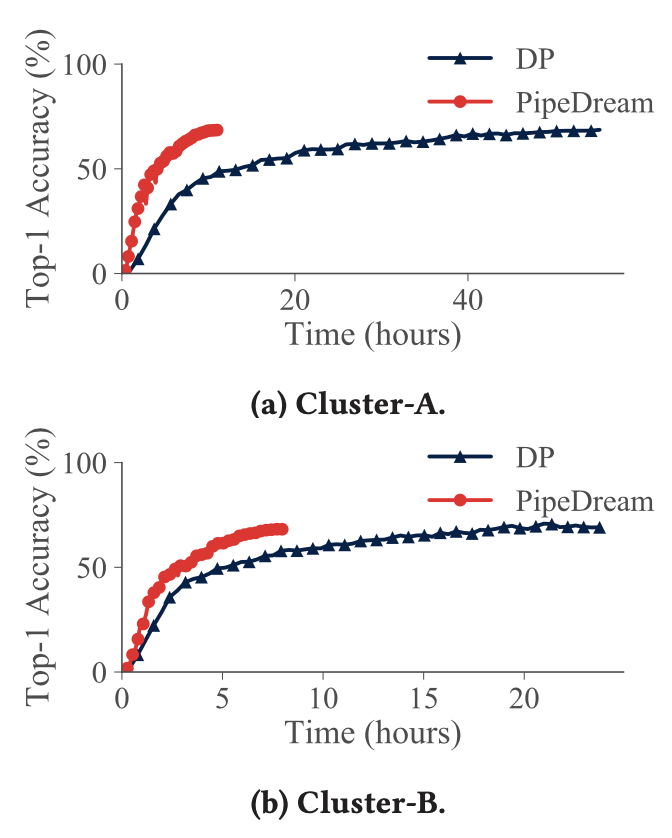 Top-1 Accuracy (%)
100
50
0
DP
PipeDream
0 20 40
Time (hours)
(a) Cluster-A.
Top-1 Accuracy (%)
100
50
0
DP
PipeDream
0 5 10 15 20
Time (hours)
(b) Cluster-B.